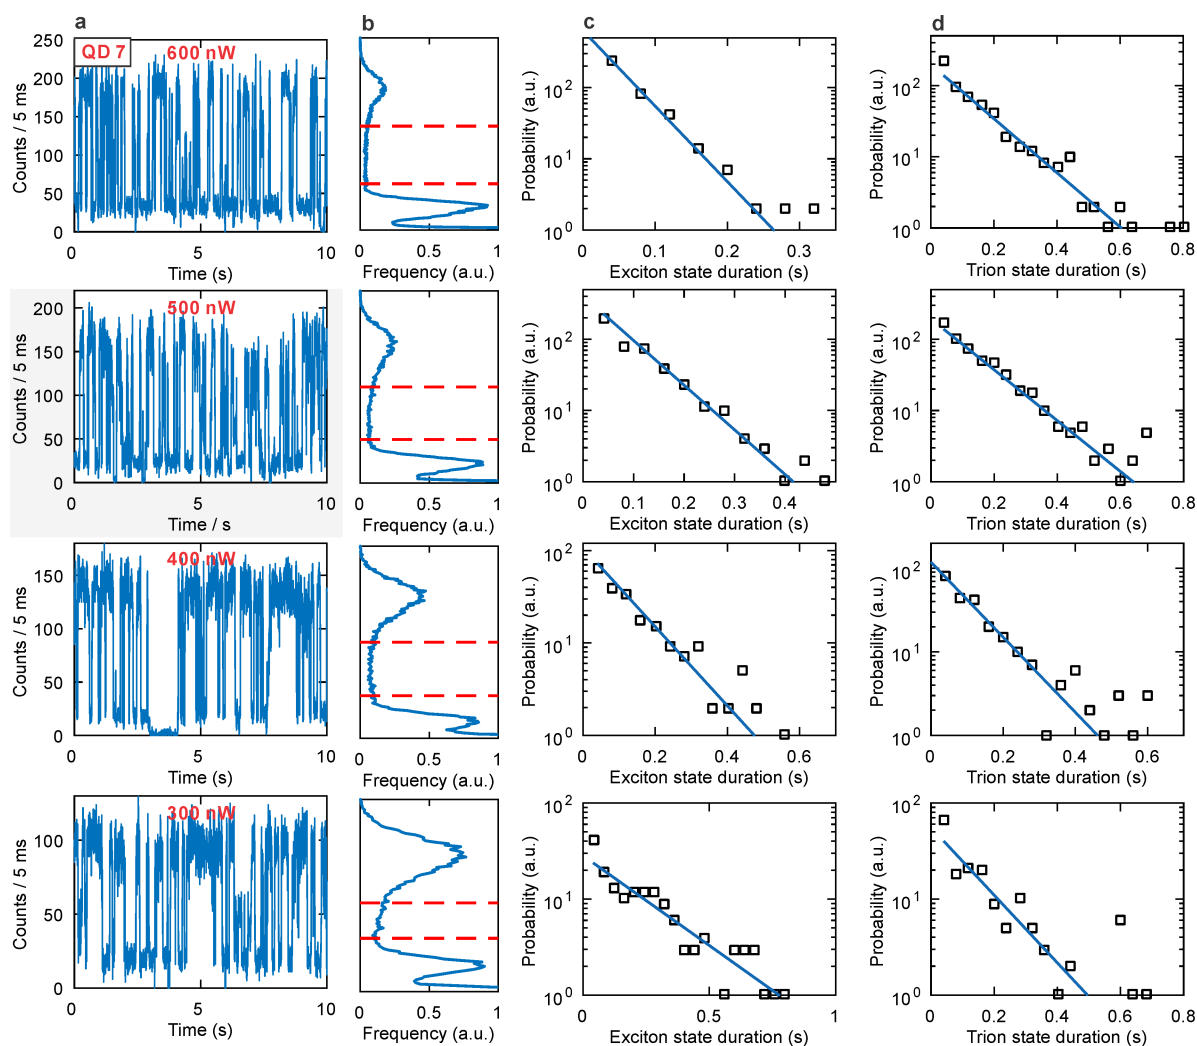 a
b
c
d
QD 7
600 nW
250
200
150
100
50
0
Counts / 5 ms
0
5
10
Time (s)
0
0.5
1
Frequency (a.u.)
10²
10¹
10⁰
Probability (a.u.)
0.1
0.2
0.3
Exciton state duration (s)
10²
10¹
10⁰
Probability (a.u.)
0
0.2
0.4
0.6
0.8
Trion state duration (s)
500 nW
200
150
100
50
0
Counts / 5 ms
0
5
10
Time / s
0
0.5
1
Frequency (a.u.)
10²
10¹
10⁰
Probability (a.u.)
0
0.1
0.2
0.3
0.4
Exciton state duration (s)
10²
10¹
10⁰
Probability (a.u.)
0
0.2
0.4
0.6
0.8
Trion state duration (s)
400 nW
150
100
50
0
Counts / 5 ms
0
5
10
Time (s)
0
0.5
1
Frequency (a.u.)
10²
10¹
10⁰
Probability (a.u.)
0
0.2
0.4
0.6
Exciton state duration (s)
10²
10¹
10⁰
Probability (a.u.)
0
0.2
0.4
0.6
Trion state duration (s)
300 nW
100
50
0
Counts / 5 ms
0
5
10
Time (s)
0
0.5
1
Frequency (a.u.)
10²
10¹
10⁰
Probability (a.u.)
0.5
1
Exciton state duration (s)
10²
10¹
10⁰
Probability (a.u.)
0
0.2
0.4
0.6
0.8
Trion state duration (s)